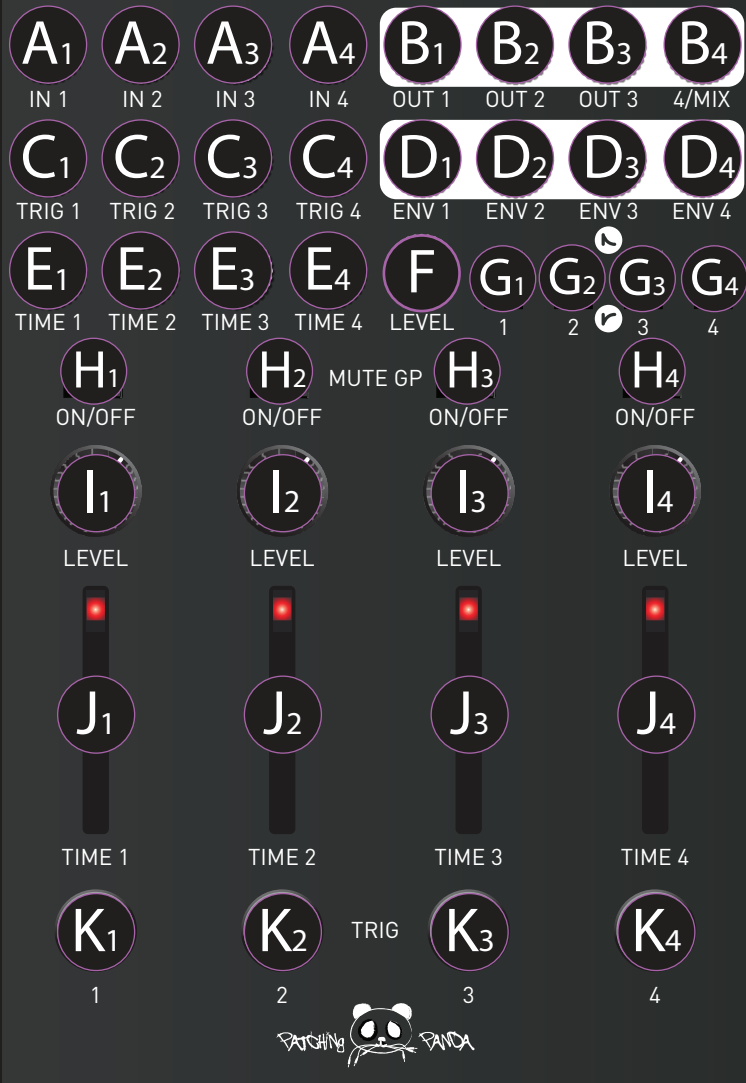 A1 A2 A3 A4 B1 B2 B3 B4
IN 1 IN 2 IN 3 IN 4 OUT 1 OUT 2 OUT 3 4/MIX
C1 C2 C3 C4 D1 D2 D3 D4
TRIG 1 TRIG 2 TRIG 3 TRIG 4 ENV 1 ENV 2 ENV 3 ENV 4
E1 E2 E3 E4 F G1 G2 G3 G4
TIME 1 TIME 2 TIME 3 TIME 4 LEVEL 1 2 3 4
H1 H2 MUTE GP H3 H4
ON/OFF ON/OFF ON/OFF ON/OFF
I1 I2 I3 I4
LEVEL LEVEL LEVEL LEVEL
J1 J2 J3 J4
TIME 1 TIME 2 TIME 3 TIME 4
K1 K2 TRIG K3 K4
1 2 3 4
PATCHING PANDA